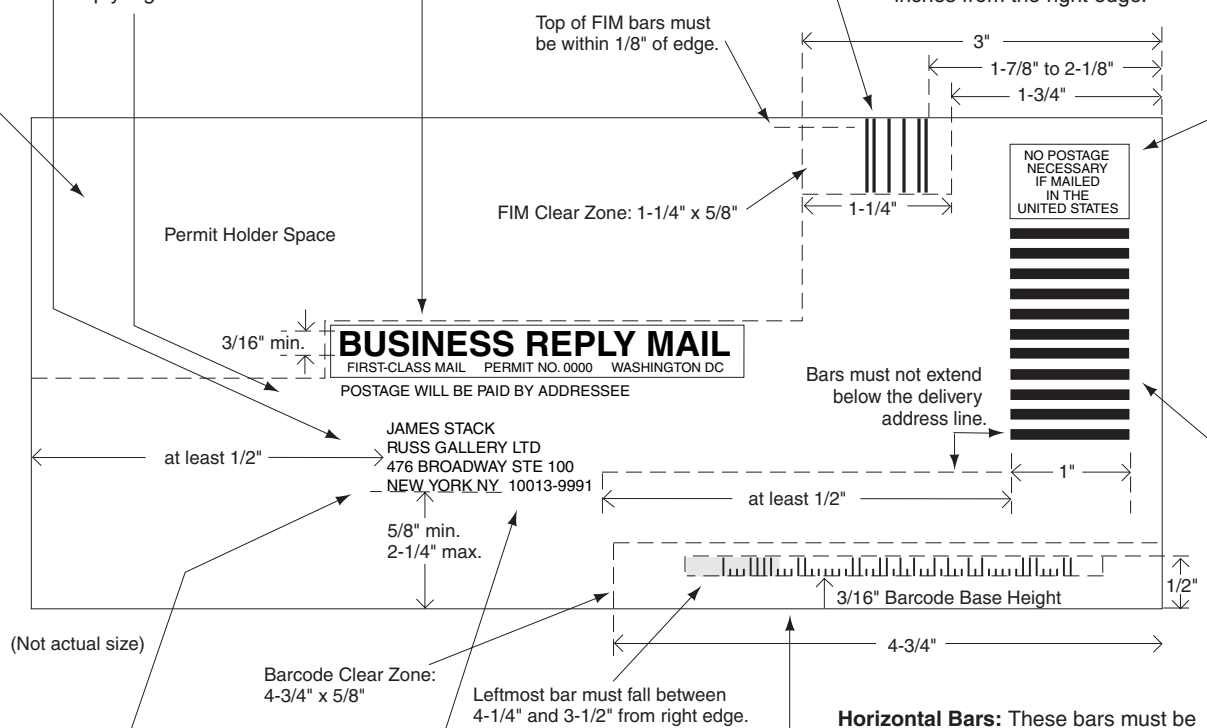 Top of FIM bars must
be within 1/8" of edge.
3"
1-7/8" to 2-1/8"
1-3/4"
NO POSTAGE
NECESSARY
IF MAILED
IN THE
UNITED STATES
FIM Clear Zone: 1-1/4" x 5/8"
1-1/4"
Permit Holder Space
3/16" min.
BUSINESS REPLY MAIL
FIRST-CLASS MAIL PERMIT NO. 0000 WASHINGTON DC
POSTAGE WILL BE PAID BY ADDRESSEE
Bars must not extend
below the delivery
address line.
JAMES STACK
RUSS GALLERY LTD
476 BROADWAY STE 100
NEW YORK NY 10013-9991
at least 1/2"
1"
at least 1/2"
5/8" min.
2-1/4" max.
3/16" Barcode Base Height
1/2"
(Not actual size)
4-3/4"
Barcode Clear Zone:
4-3/4" x 5/8"
Leftmost bar must fall between
4-1/4" and 3-1/2" from right edge.
Horizontal Bars: These bars must be